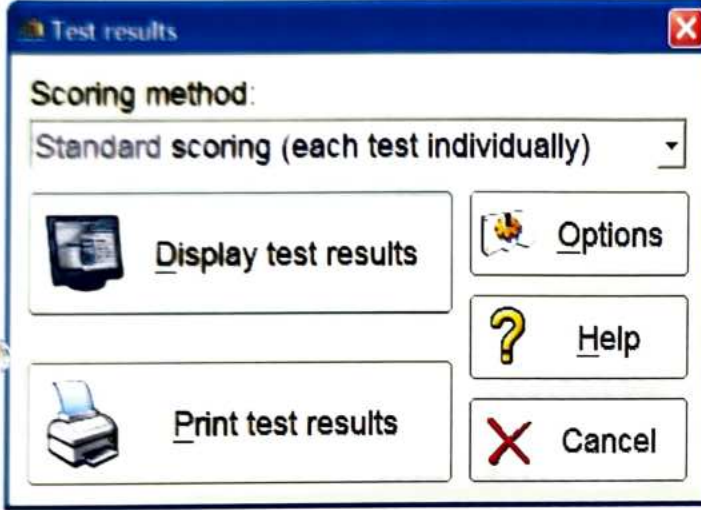 Test results
Scoring method:
Standard scoring (each test individually)
Display test results
Options
Help
Print test results
Cancel